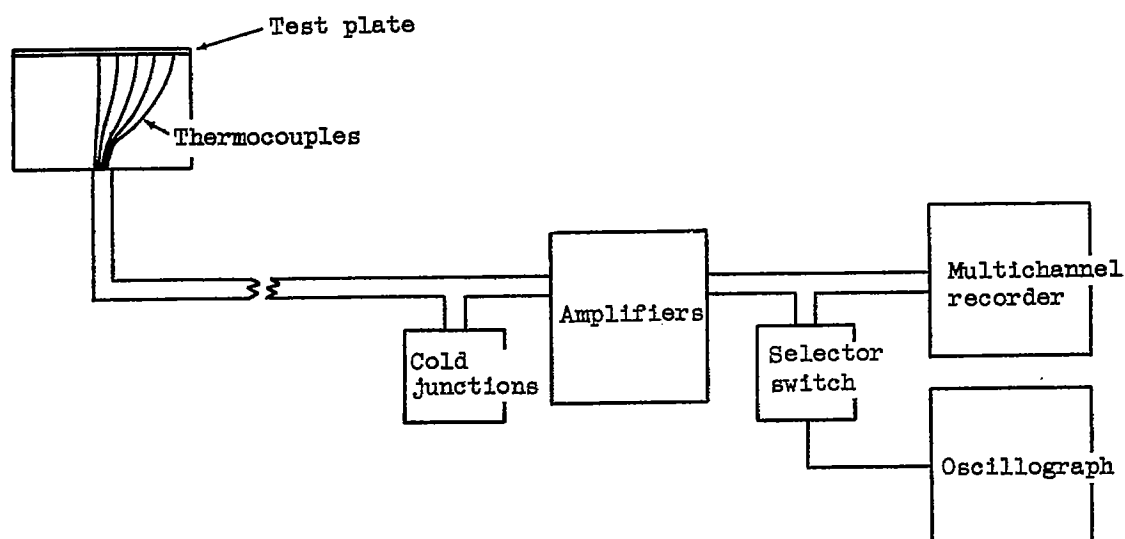 Test plate
Thermocouples
Cold
junctions
Amplifiers
Selector
switch
Multichannel
recorder
Oscillograph